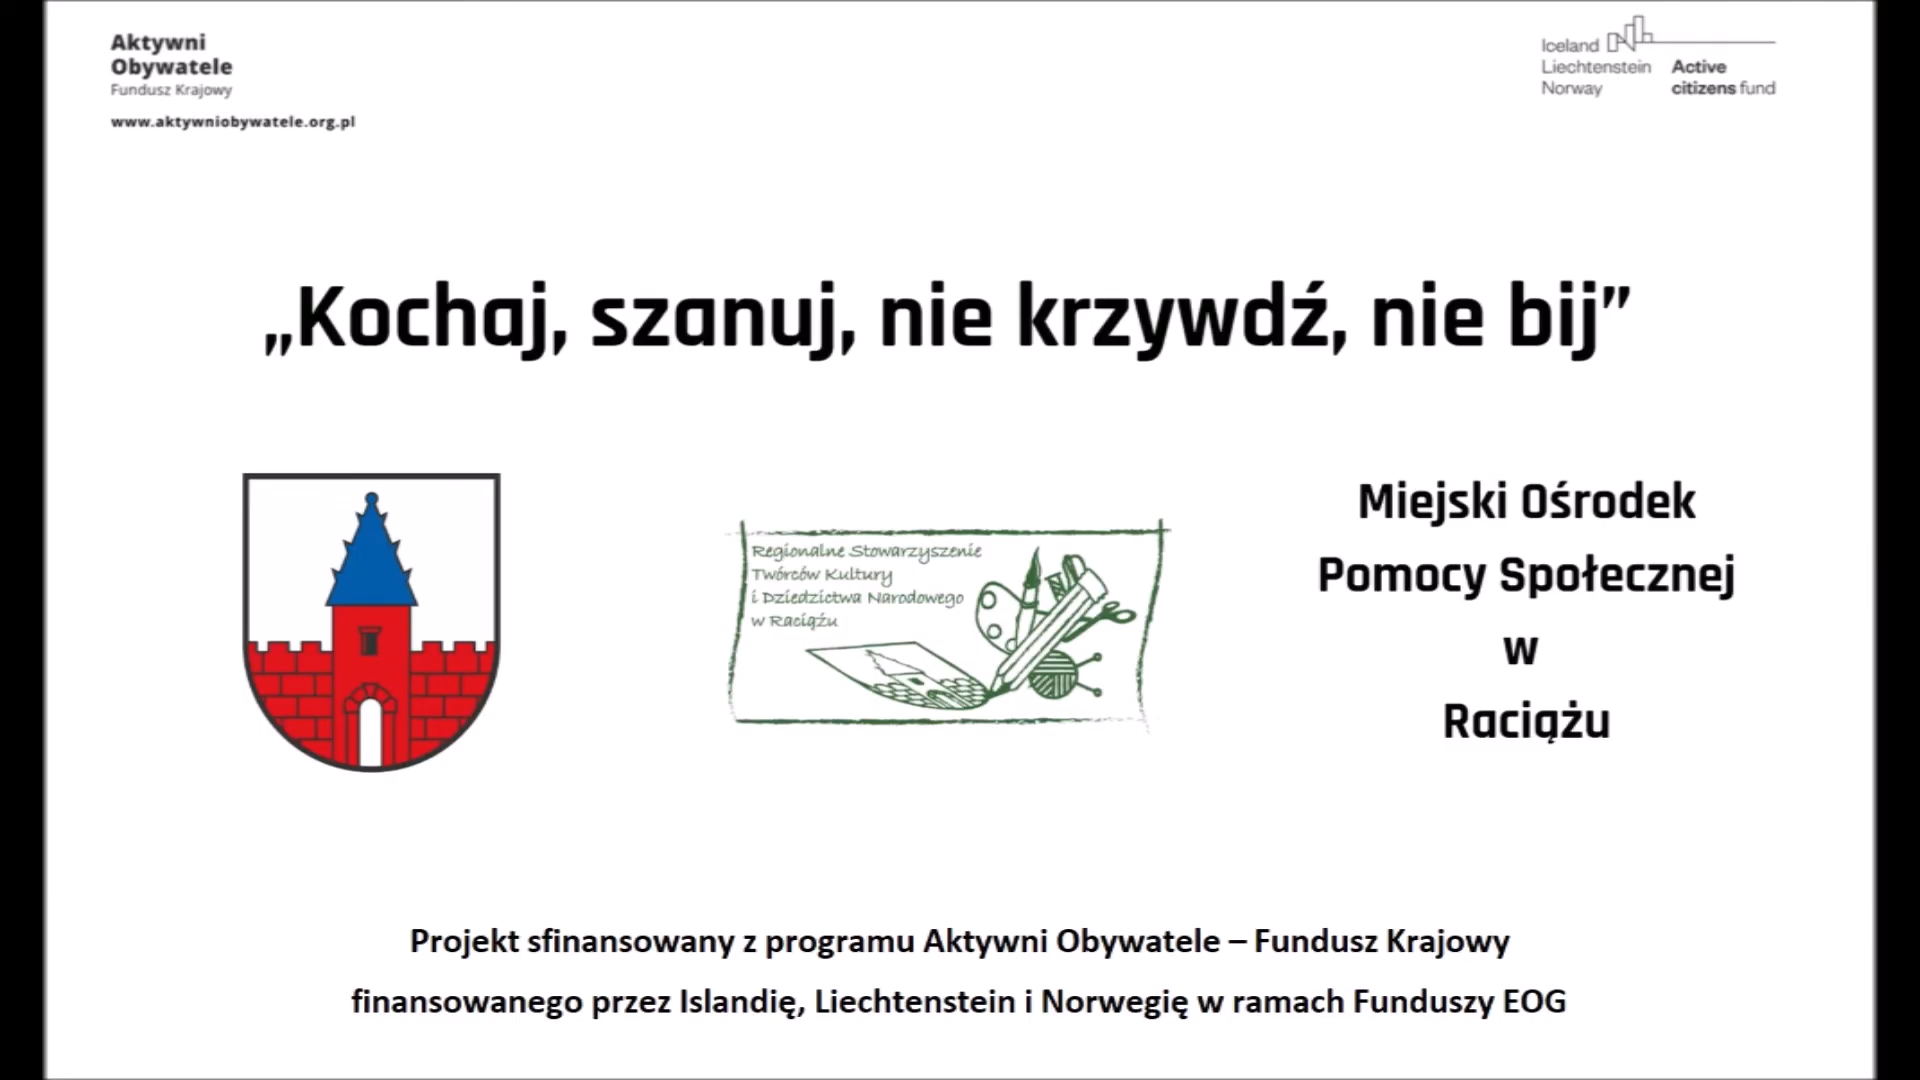 Aktywni
Obywatele
Fundusz Krajowy
www.aktywniobywatele.org.pl
Iceland
Liechtenstein
Norway
Active
citizens fund
„Kochaj, szanuj, nie krzywdź, nie bij”
Regionalne Stowarzyszenie
Twórców Kultury
i Dziedzictwa Narodowego
w Raciążu
Miejski Ośrodek
Pomocy Społecznej
w
Raciążu
Projekt sfinansowany z programu Aktywni Obywatele – Fundusz Krajowy
finansowanego przez Islandię, Liechtenstein i Norwegię w ramach Funduszy EOG